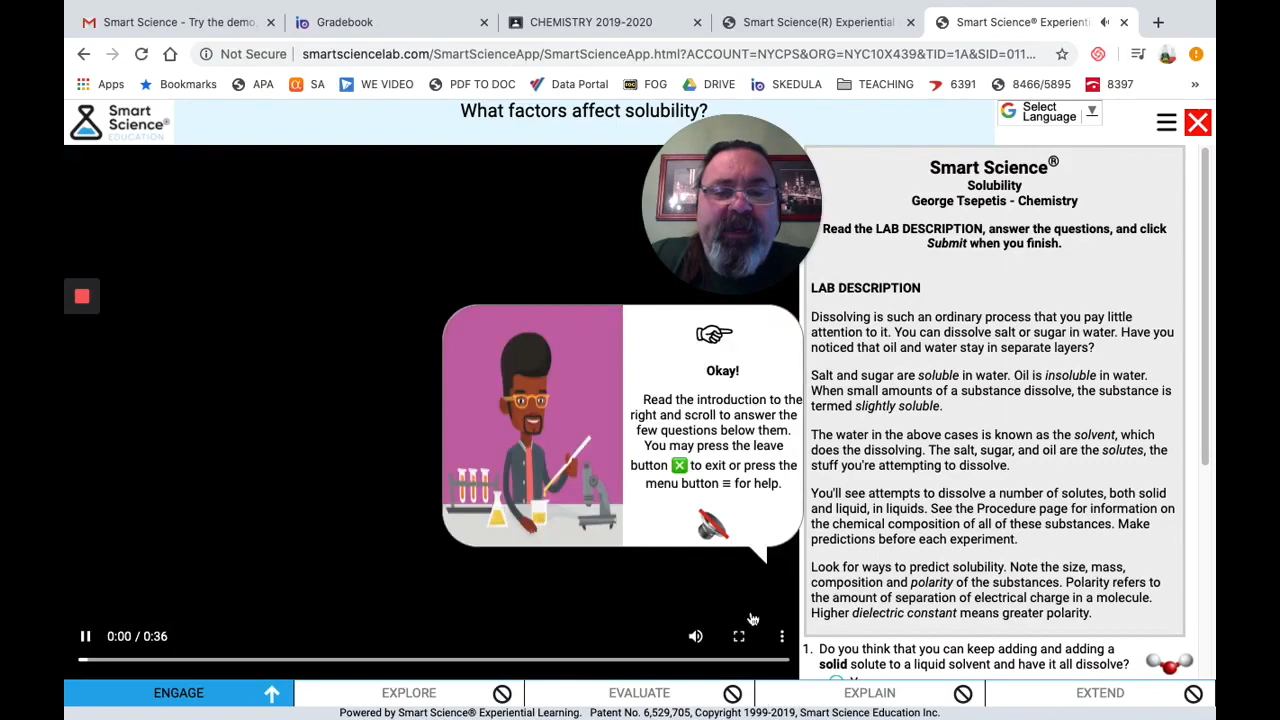 Smart Science - Try the demo,
Gradebook
CHEMISTRY 2019-2020
Smart Science(R) Experiential
Smart Science® Experienti
Not Secure
smartsciencelab.com/SmartScienceApp/SmartScienceApp.html?ACCOUNT=NYCPS&ORG=NYC10X439&TID=1A&SID=011...
Apps
Bookmarks
APA
SA
WE VIDEO
PDF TO DOC
Data Portal
FOG
DRIVE
SKEDULA
TEACHING
6391
8466/5895
8397
»
Smart
Science®
EDUCATION
What factors affect solubility?
Select
Language
Smart Science®
Solubility
George Tsepetis - Chemistry
Read the LAB DESCRIPTION, answer the questions, and click
Submit when you finish.
LAB DESCRIPTION
Dissolving is such an ordinary process that you pay little
attention to it. You can dissolve salt or sugar in water. Have you
noticed that oil and water stay in separate layers?
Salt and sugar are soluble in water. Oil is insoluble in water.
When small amounts of a substance dissolve, the substance is
termed slightly soluble.
The water in the above cases is known as the solvent, which
does the dissolving. The salt, sugar, and oil are the solutes, the
stuff you're attempting to dissolve.
You'll see attempts to dissolve a number of solutes, both solid
and liquid, in liquids. See the Procedure page for information on
the chemical composition of all of these substances. Make
predictions before each experiment.
Look for ways to predict solubility. Note the size, mass,
composition and polarity of the substances. Polarity refers to
the amount of separation of electrical charge in a molecule.
Higher dielectric constant means greater polarity.
1. Do you think that you can keep adding and adding a
solid solute to a liquid solvent and have it all dissolve?
Okay!
Read the introduction to the
right and scroll to answer the
few questions below them.
You may press the leave
button to exit or press the
menu button ≡ for help.
0:00 / 0:36
ENGAGE
EXPLORE
EVALUATE
EXPLAIN
EXTEND
Powered by Smart Science® Experiential Learning. Patent No. 6,529,705, Copyright 1999-2019, Smart Science Education Inc.